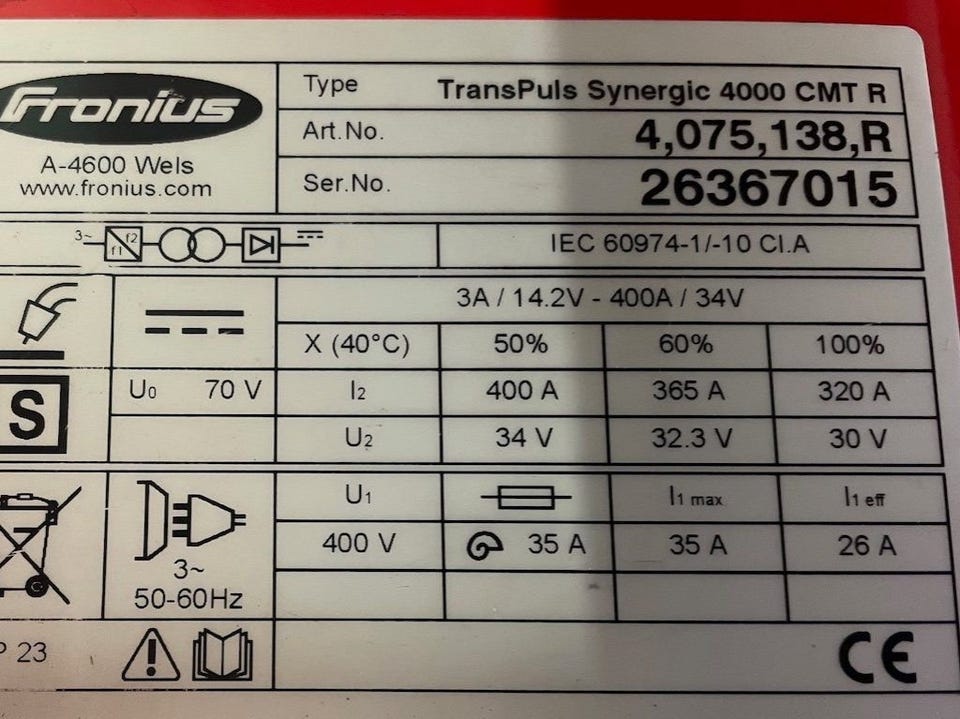 Fronius
A-4600 Wels
www.fronius.com
Type TransPuls Synergic 4000 CMT R
Art.No. 4,075,138,R
Ser.No. 26367015
3~ f1 f2
IEC 60974-1/-10 Cl.A
3A / 14.2V - 400A / 34V
X (40°C) 50% 60% 100%
S U0 70 V I2 400 A 365 A 320 A
U2 34 V 32.3 V 30 V
U1 I1 max I1 eff
400 V 35 A 35 A 26 A
3~
50-60Hz
P 23
CE